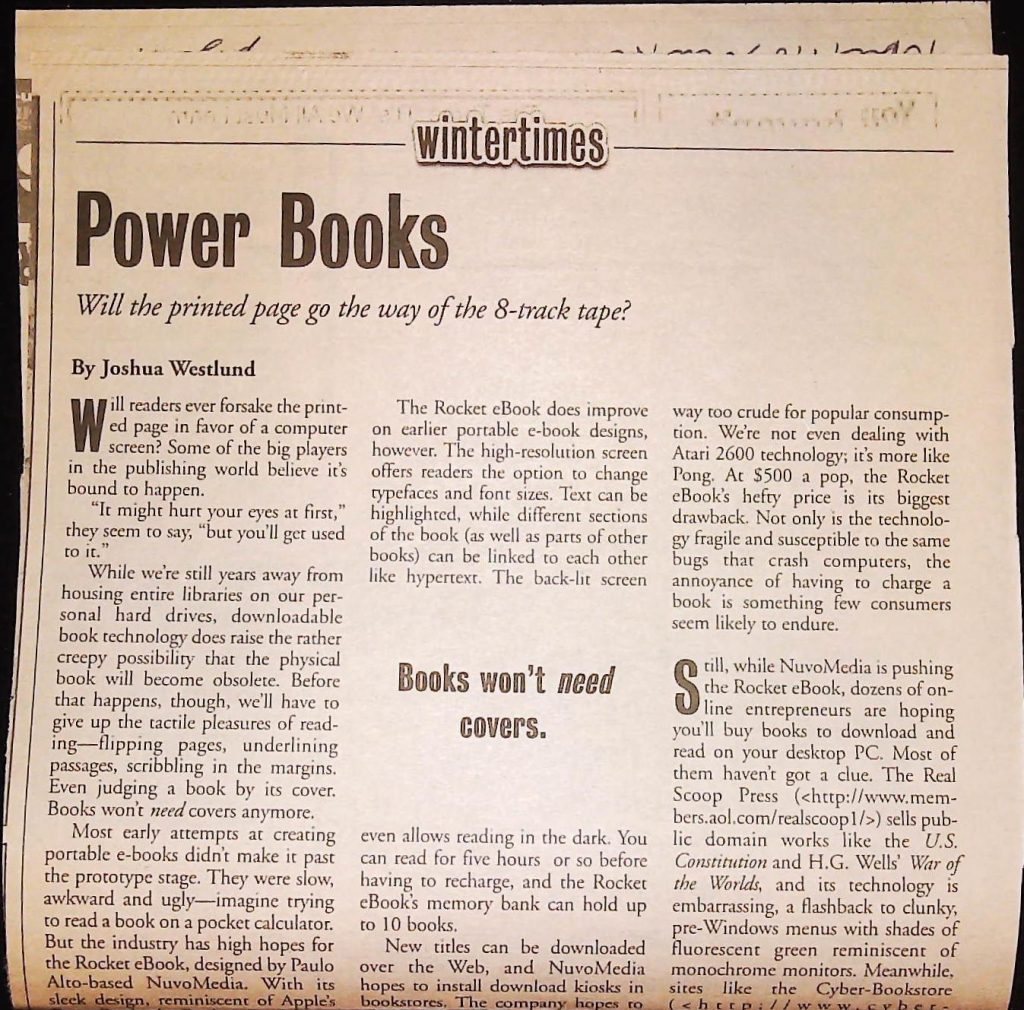 wintertimes
Power Books
Will the printed page go the way of the 8-track tape?
By Joshua Westlund
Will readers ever forsake the print-
ed page in favor of a computer
screen? Some of the big players
in the publishing world believe it's
bound to happen.
"It might hurt your eyes at first,"
they seem to say, "but you'll get used
to it."
While we're still years away from
housing entire libraries on our per-
sonal hard drives, downloadable
book technology does raise the rather
creepy possibility that the physical
book will become obsolete. Before
that happens, though, we'll have to
give up the tactile pleasures of read-
ing—flipping pages, underlining
passages, scribbling in the margins.
Even judging a book by its cover.
Books won't need covers anymore.
Most early attempts at creating
portable e-books didn't make it past
the prototype stage. They were slow,
awkward and ugly—imagine trying
to read a book on a pocket calculator.
But the industry has high hopes for
the Rocket eBook, designed by Paulo
Alto-based NuvoMedia. With its
sleek design, reminiscent of Apple's
The Rocket eBook does improve
on earlier portable e-book designs,
however. The high-resolution screen
offers readers the option to change
typefaces and font sizes. Text can be
highlighted, while different sections
of the book (as well as parts of other
books) can be linked to each other
like hypertext. The back-lit screen
Books won't need
covers.
even allows reading in the dark. You
can read for five hours or so before
having to recharge, and the Rocket
eBook's memory bank can hold up
to 10 books.
New titles can be downloaded
over the Web, and NuvoMedia
hopes to install download kiosks in
bookstores. The company hopes to
way too crude for popular consump-
tion. We're not even dealing with
Atari 2600 technology; it's more like
Pong. At $500 a pop, the Rocket
eBook's hefty price is its biggest
drawback. Not only is the technolo-
gy fragile and susceptible to the same
bugs that crash computers, the
annoyance of having to charge a
book is something few consumers
seem likely to endure.
Still, while NuvoMedia is pushing
the Rocket eBook, dozens of on-
line entrepreneurs are hoping
you'll buy books to download and
read on your desktop PC. Most of
them haven't got a clue. The Real
Scoop Press (<http://www.mem-
bers.aol.com/realscoop1/>) sells pub-
lic domain works like the U.S.
Constitution and H.G. Wells' War of
the Worlds, and its technology is
embarrassing, a flashback to clunky,
pre-Windows menus with shades of
fluorescent green reminiscent of
monochrome monitors. Meanwhile,
sites like the Cyber-Bookstore
(<http://www.cyber-